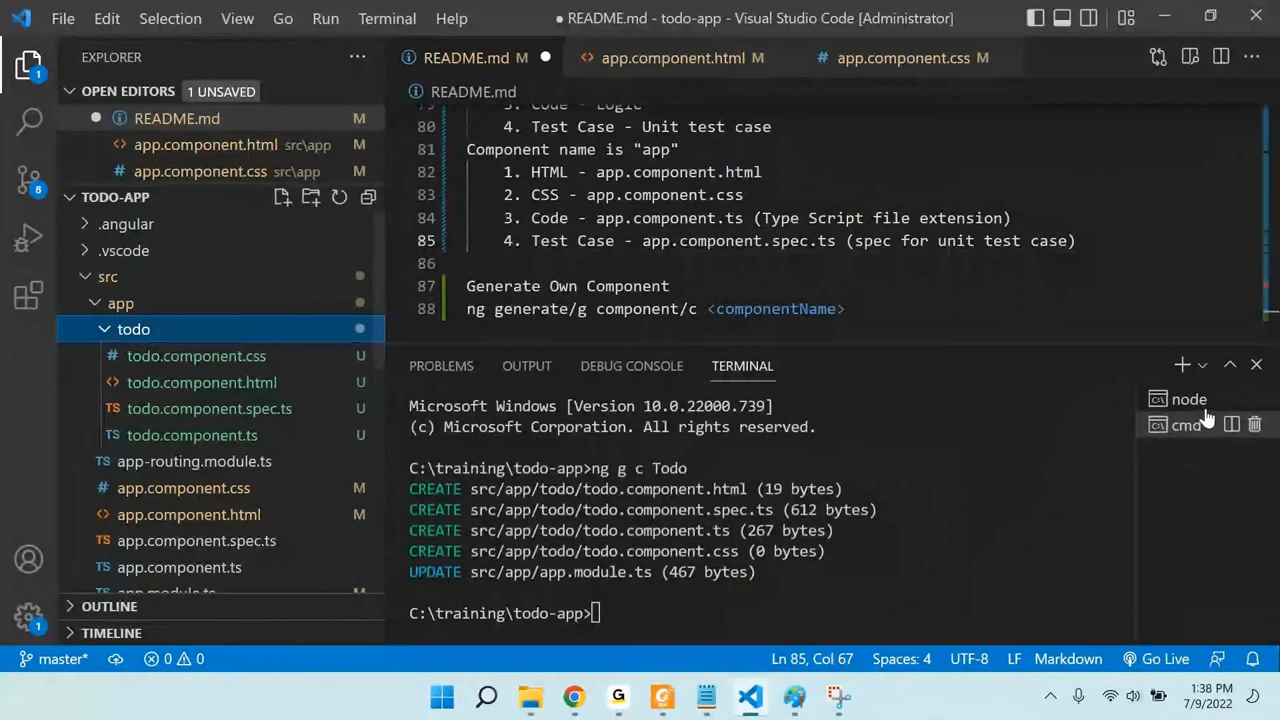 File Edit Selection View Go Run Terminal Help
● README.md - todo-app - Visual Studio Code [Administrator]
EXPLORER
OPEN EDITORS 1 UNSAVED
README.md M
app.component.html src\app M
app.component.css src\app M
TODO-APP
.angular
.vscode
src
app
todo
todo.component.css U
todo.component.html U
todo.component.spec.ts U
todo.component.ts U
app-routing.module.ts
app.component.css M
app.component.html M
app.component.spec.ts
app.component.ts
app.module.ts M
OUTLINE
TIMELINE
1
8
1
README.md M
app.component.html M
app.component.css M
README.md
79 3. Code - Logic
80 4. Test Case - Unit test case
81 Component name is "app"
82 1. HTML - app.component.html
83 2. CSS - app.component.css
84 3. Code - app.component.ts (Type Script file extension)
85 4. Test Case - app.component.spec.ts (spec for unit test case)
86
87 Generate Own Component
88 ng generate/g component/c <componentName>
PROBLEMS OUTPUT DEBUG CONSOLE TERMINAL
Microsoft Windows [Version 10.0.22000.739]
(c) Microsoft Corporation. All rights reserved.
C:\training\todo-app>ng g c Todo
CREATE src/app/todo/todo.component.html (19 bytes)
CREATE src/app/todo/todo.component.spec.ts (612 bytes)
CREATE src/app/todo/todo.component.ts (267 bytes)
CREATE src/app/todo/todo.component.css (0 bytes)
UPDATE src/app/app.module.ts (467 bytes)
C:\training\todo-app>
node
cmd
master* 0 0 Ln 85, Col 67 Spaces: 4 UTF-8 LF Markdown Go Live
1:38 PM
7/9/2022